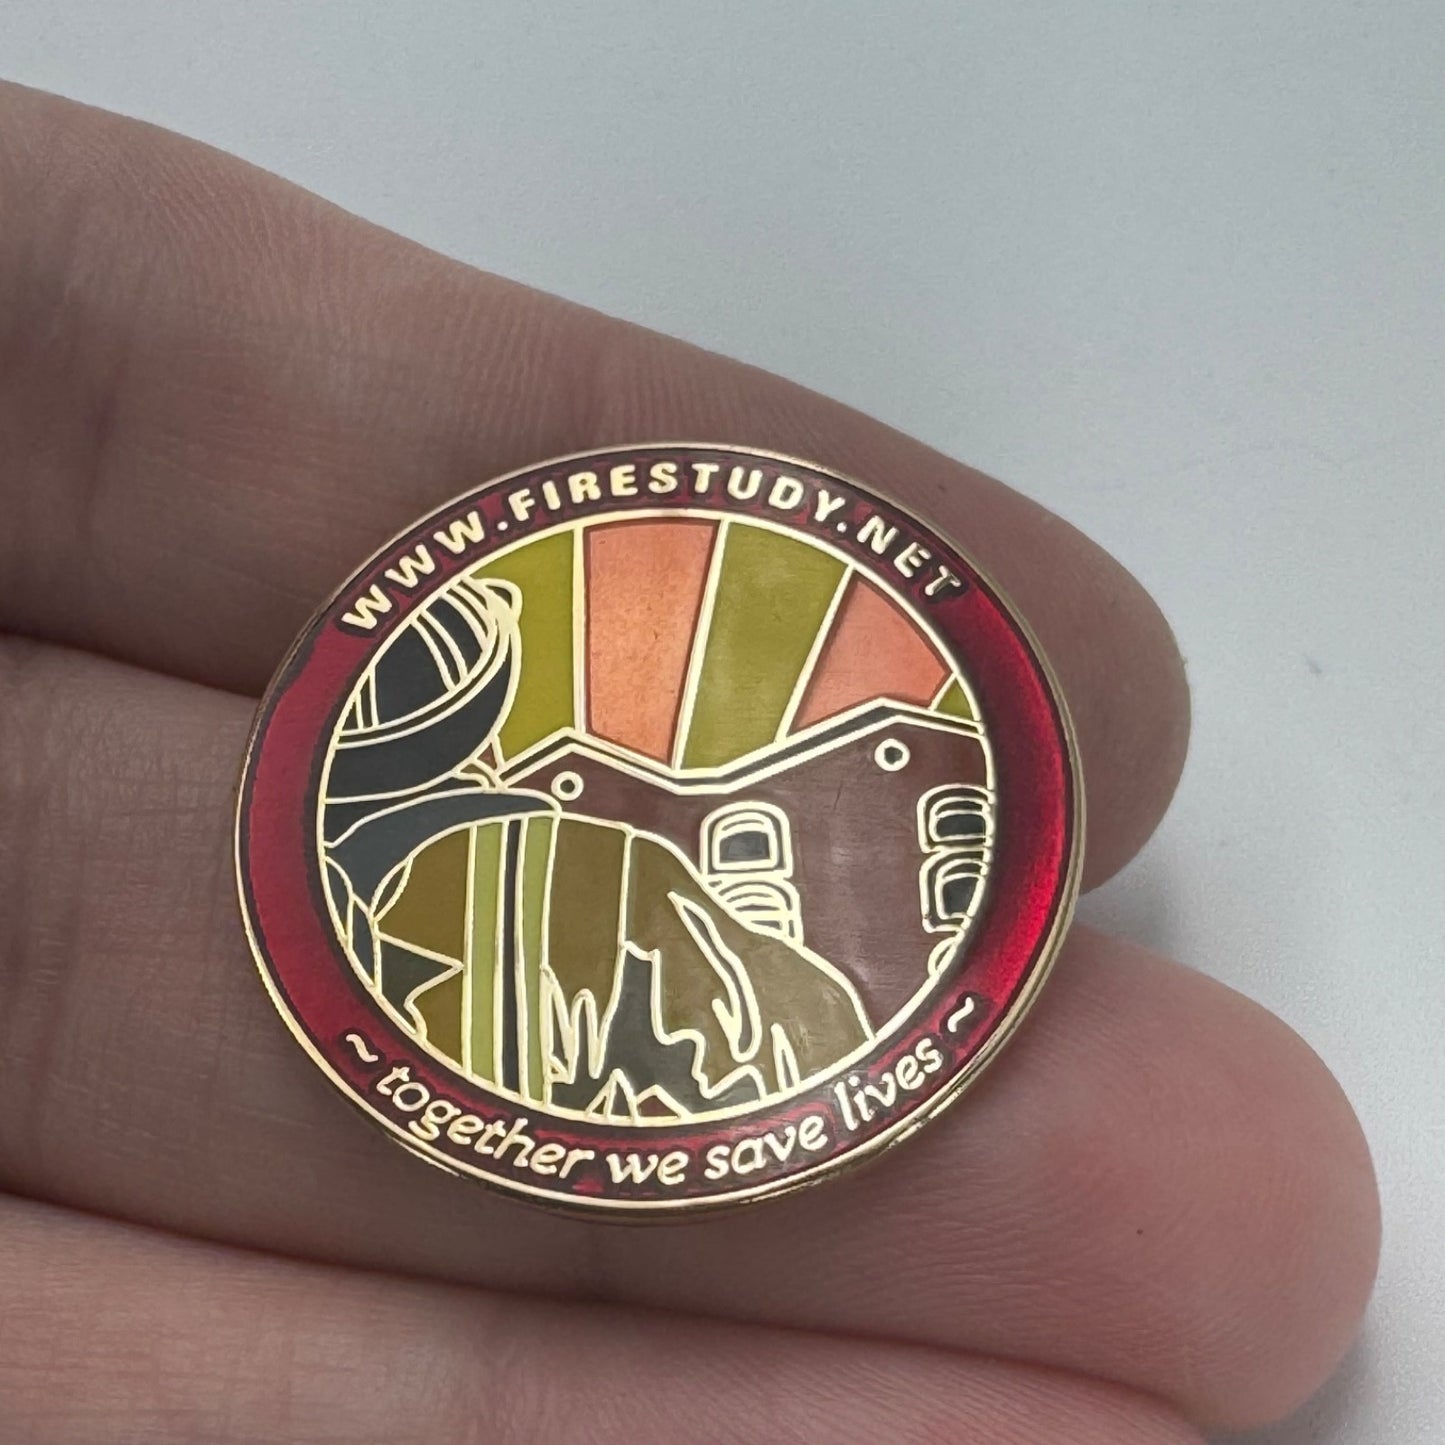 WWW.FIRESTUDY.NET
~ together we save lives ~